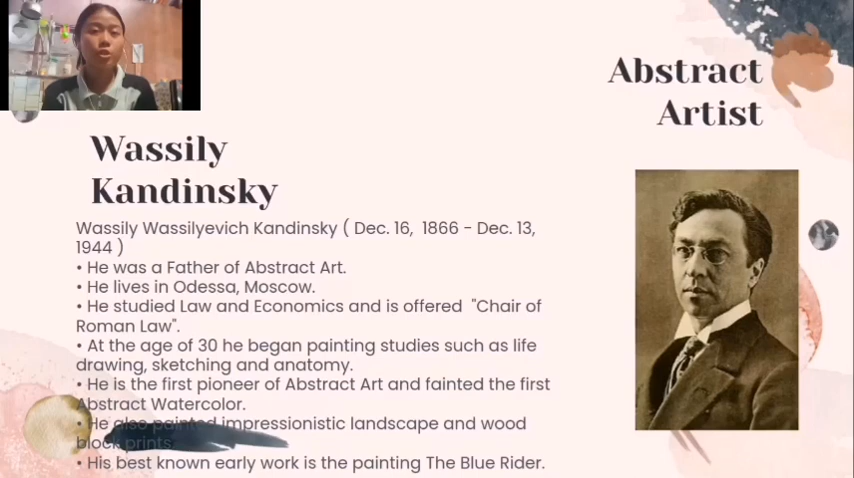 Abstract
Artist
Wassily
Kandinsky
Wassily Wassilyevich Kandinsky ( Dec. 16,  1866 - Dec. 13,
1944 )
• He was a Father of Abstract Art.
• He lives in Odessa, Moscow.
• He studied Law and Economics and is offered  "Chair of
Roman Law".
• At the age of 30 he began painting studies such as life
drawing, sketching and anatomy.
• He is the first pioneer of Abstract Art and fainted the first
Abstract Watercolor.
• He also painted impressionistic landscape and wood
block prints.
• His best known early work is the painting The Blue Rider.